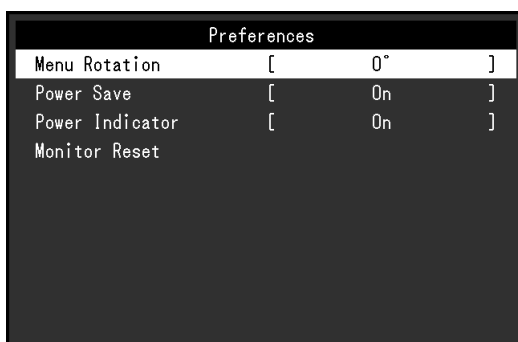 Preferences
Menu Rotation [ 0° ]
Power Save [ On ]
Power Indicator [ On ]
Monitor Reset